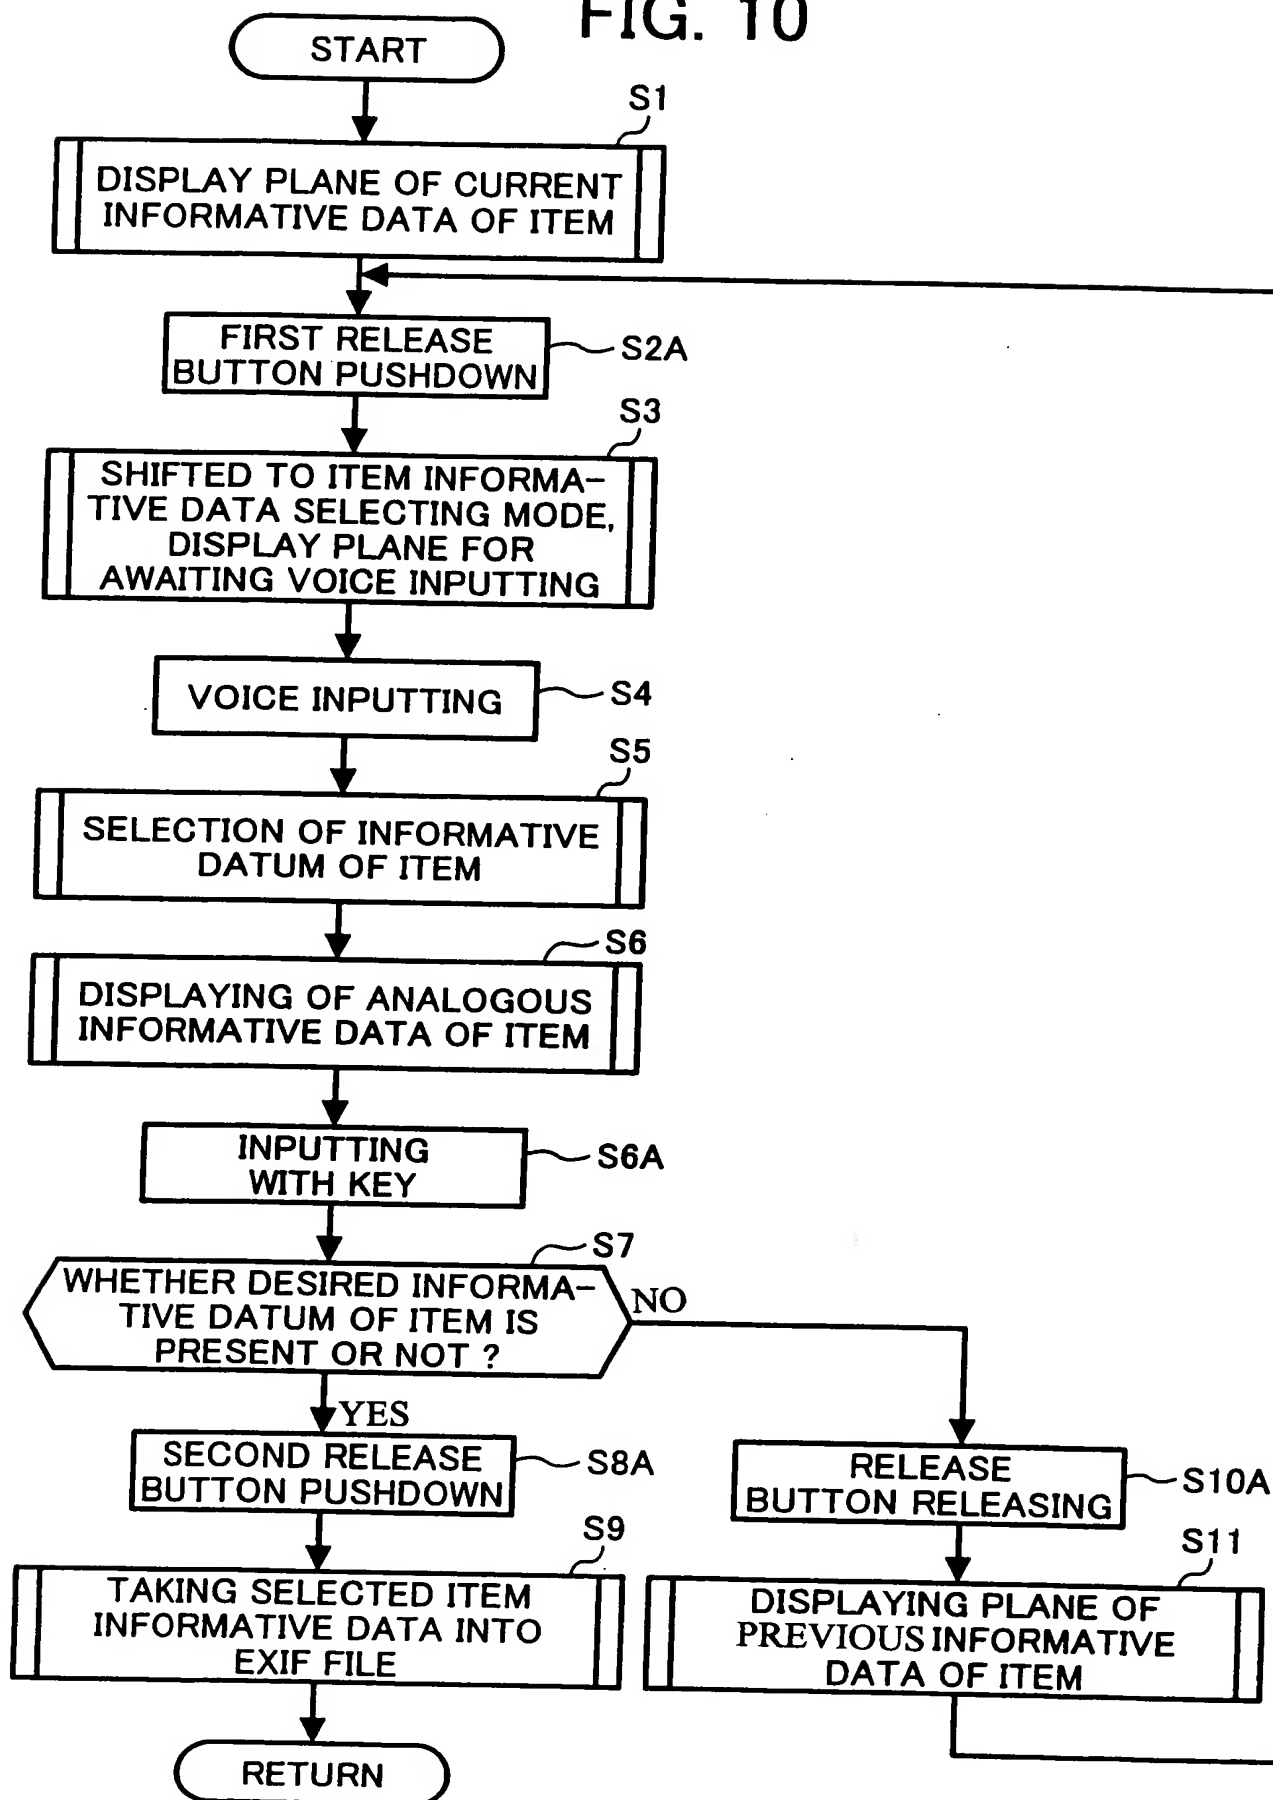 FIG. 10
START
S1
DISPLAY PLANE OF CURRENT
INFORMATIVE DATA OF ITEM
FIRST RELEASE
BUTTON PUSHDOWN
S2A
S3
SHIFTED TO ITEM INFORMA-
TIVE DATA SELECTING MODE,
DISPLAY PLANE FOR
AWAITING VOICE INPUTTING
VOICE INPUTTING
S4
S5
SELECTION OF INFORMATIVE
DATUM OF ITEM
S6
DISPLAYING OF ANALOGOUS
INFORMATIVE DATA OF ITEM
INPUTTING
WITH KEY
S6A
S7
WHETHER DESIRED INFORMA-
TIVE DATUM OF ITEM IS
PRESENT OR NOT ?
NO
YES
SECOND RELEASE
BUTTON PUSHDOWN
S8A
RELEASE
BUTTON RELEASING
S10A
S9
TAKING SELECTED ITEM
INFORMATIVE DATA INTO
EXIF FILE
S11
DISPLAYING PLANE OF
PREVIOUS INFORMATIVE
DATA OF ITEM
RETURN